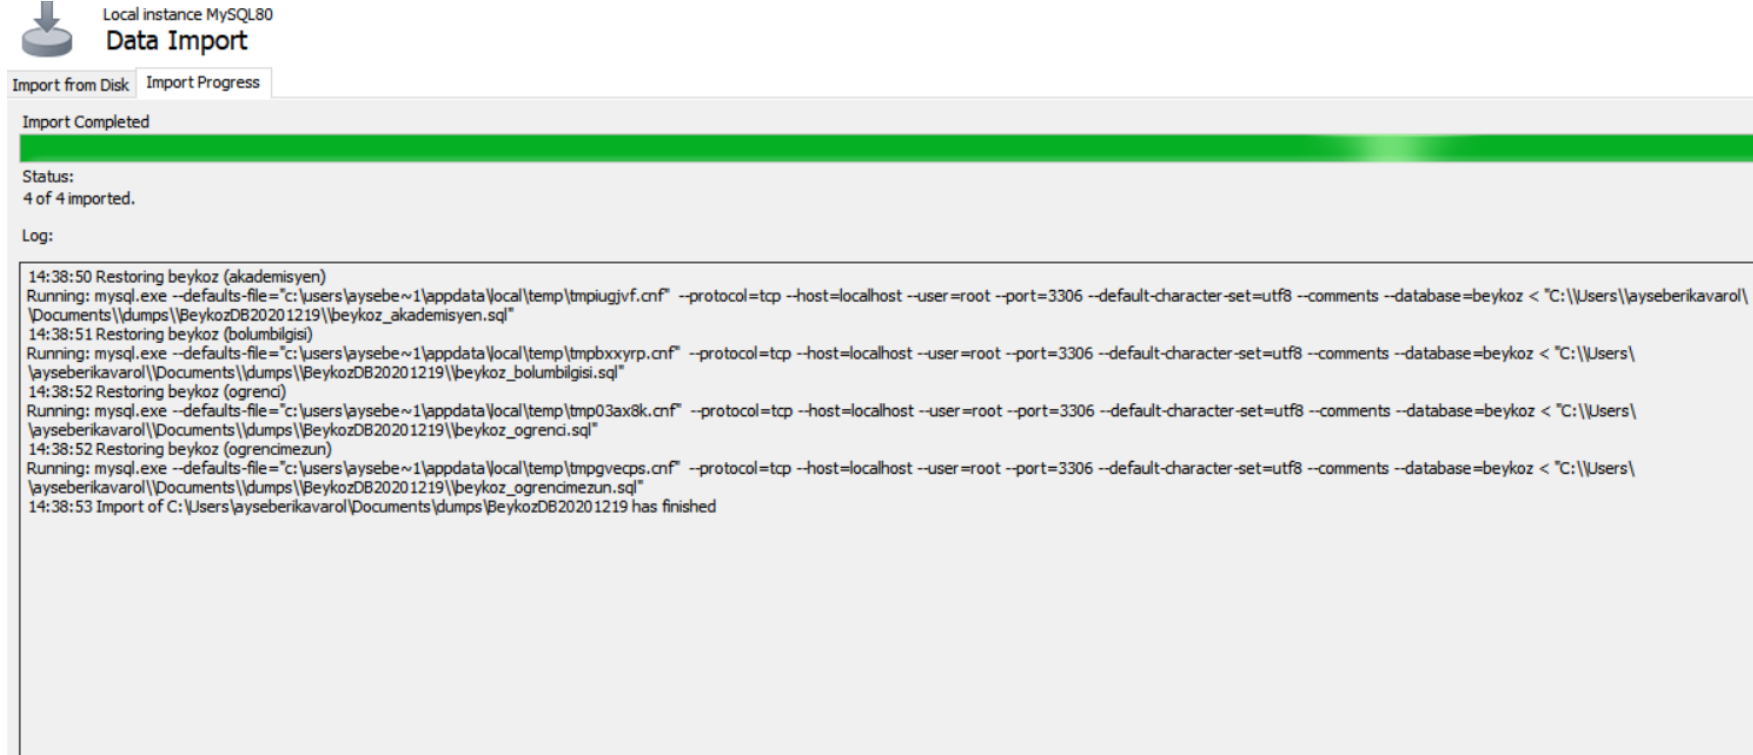 Local instance MySQL80
Data Import
Import from Disk Import Progress
Import Completed
Status:
4 of 4 imported.
Log:
14:38:50 Restoring beykoz (akademisyen)
Running: mysql.exe --defaults-file="c:\users\aysebe~1\appdata\local\temp\tmpiugjvf.cnf"  --protocol=tcp --host=localhost --user=root --port=3306 --default-character-set=utf8 --comments --database=beykoz < "C:\\Users\\ayseberikavarol\
\Documents\\dumps\\BeykozDB20201219\\beykoz_akademisyen.sql"
14:38:51 Restoring beykoz (bolumbilgisi)
Running: mysql.exe --defaults-file="c:\users\aysebe~1\appdata\local\temp\tmpbxxyrp.cnf"  --protocol=tcp --host=localhost --user=root --port=3306 --default-character-set=utf8 --comments --database=beykoz < "C:\\Users\
\ayseberikavarol\\Documents\\dumps\\BeykozDB20201219\\beykoz_bolumbilgisi.sql"
14:38:52 Restoring beykoz (ogrenci)
Running: mysql.exe --defaults-file="c:\users\aysebe~1\appdata\local\temp\tmp03ax8k.cnf"  --protocol=tcp --host=localhost --user=root --port=3306 --default-character-set=utf8 --comments --database=beykoz < "C:\\Users\
\ayseberikavarol\\Documents\\dumps\\BeykozDB20201219\\beykoz_ogrenci.sql"
14:38:52 Restoring beykoz (ogrencimezun)
Running: mysql.exe --defaults-file="c:\users\aysebe~1\appdata\local\temp\tmpgvecps.cnf"  --protocol=tcp --host=localhost --user=root --port=3306 --default-character-set=utf8 --comments --database=beykoz < "C:\\Users\
\ayseberikavarol\\Documents\\dumps\\BeykozDB20201219\\beykoz_ogrencimezun.sql"
14:38:53 Import of C:\Users\ayseberikavarol\Documents\dumps\BeykozDB20201219 has finished